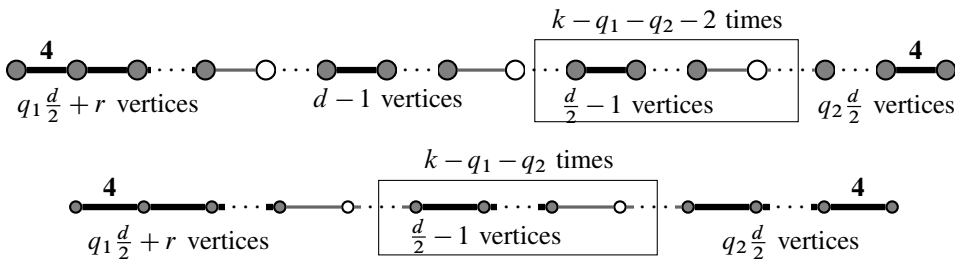 k − q₁ − q₂ − 2 times
4 4
q₁ d/2 + r vertices d − 1 vertices d/2 − 1 vertices q₂ d/2 vertices
k − q₁ − q₂ times
4 4
q₁ d/2 + r vertices d/2 − 1 vertices q₂ d/2 vertices